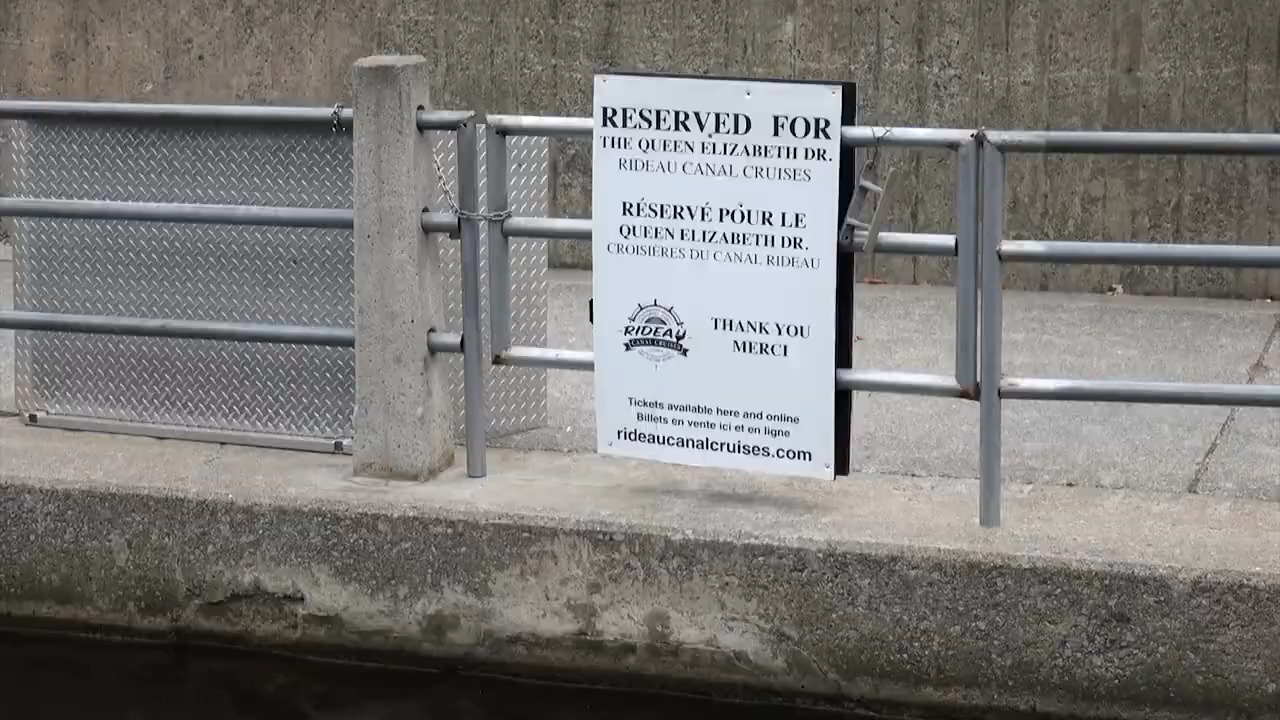 RESERVED FOR
THE QUEEN ELIZABETH DR.
RIDEAU CANAL CRUISES
RÉSERVÉ POUR LE
QUEEN ELIZABETH DR.
CROISIÈRES DU CANAL RIDEAU
RIDEAU
CANAL CRUISES
THANK YOU
MERCI
Tickets available here and online
Billets en vente ici et en ligne
rideaucanalcruises.com